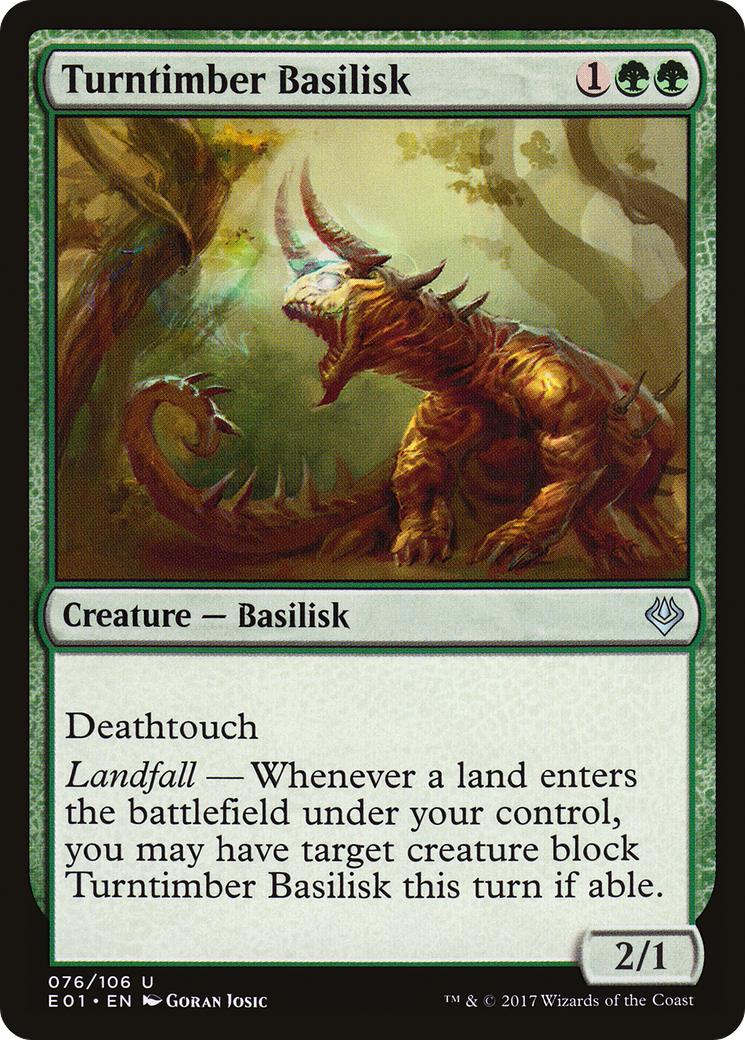 Turntimber Basilisk 1
Creature — Basilisk
Deathtouch
Landfall — Whenever a land enters
the battlefield under your control,
you may have target creature block
Turntimber Basilisk this turn if able.
2/1
076/106 U
E01 • EN Goran Josic
™ & © 2017 Wizards of the Coast